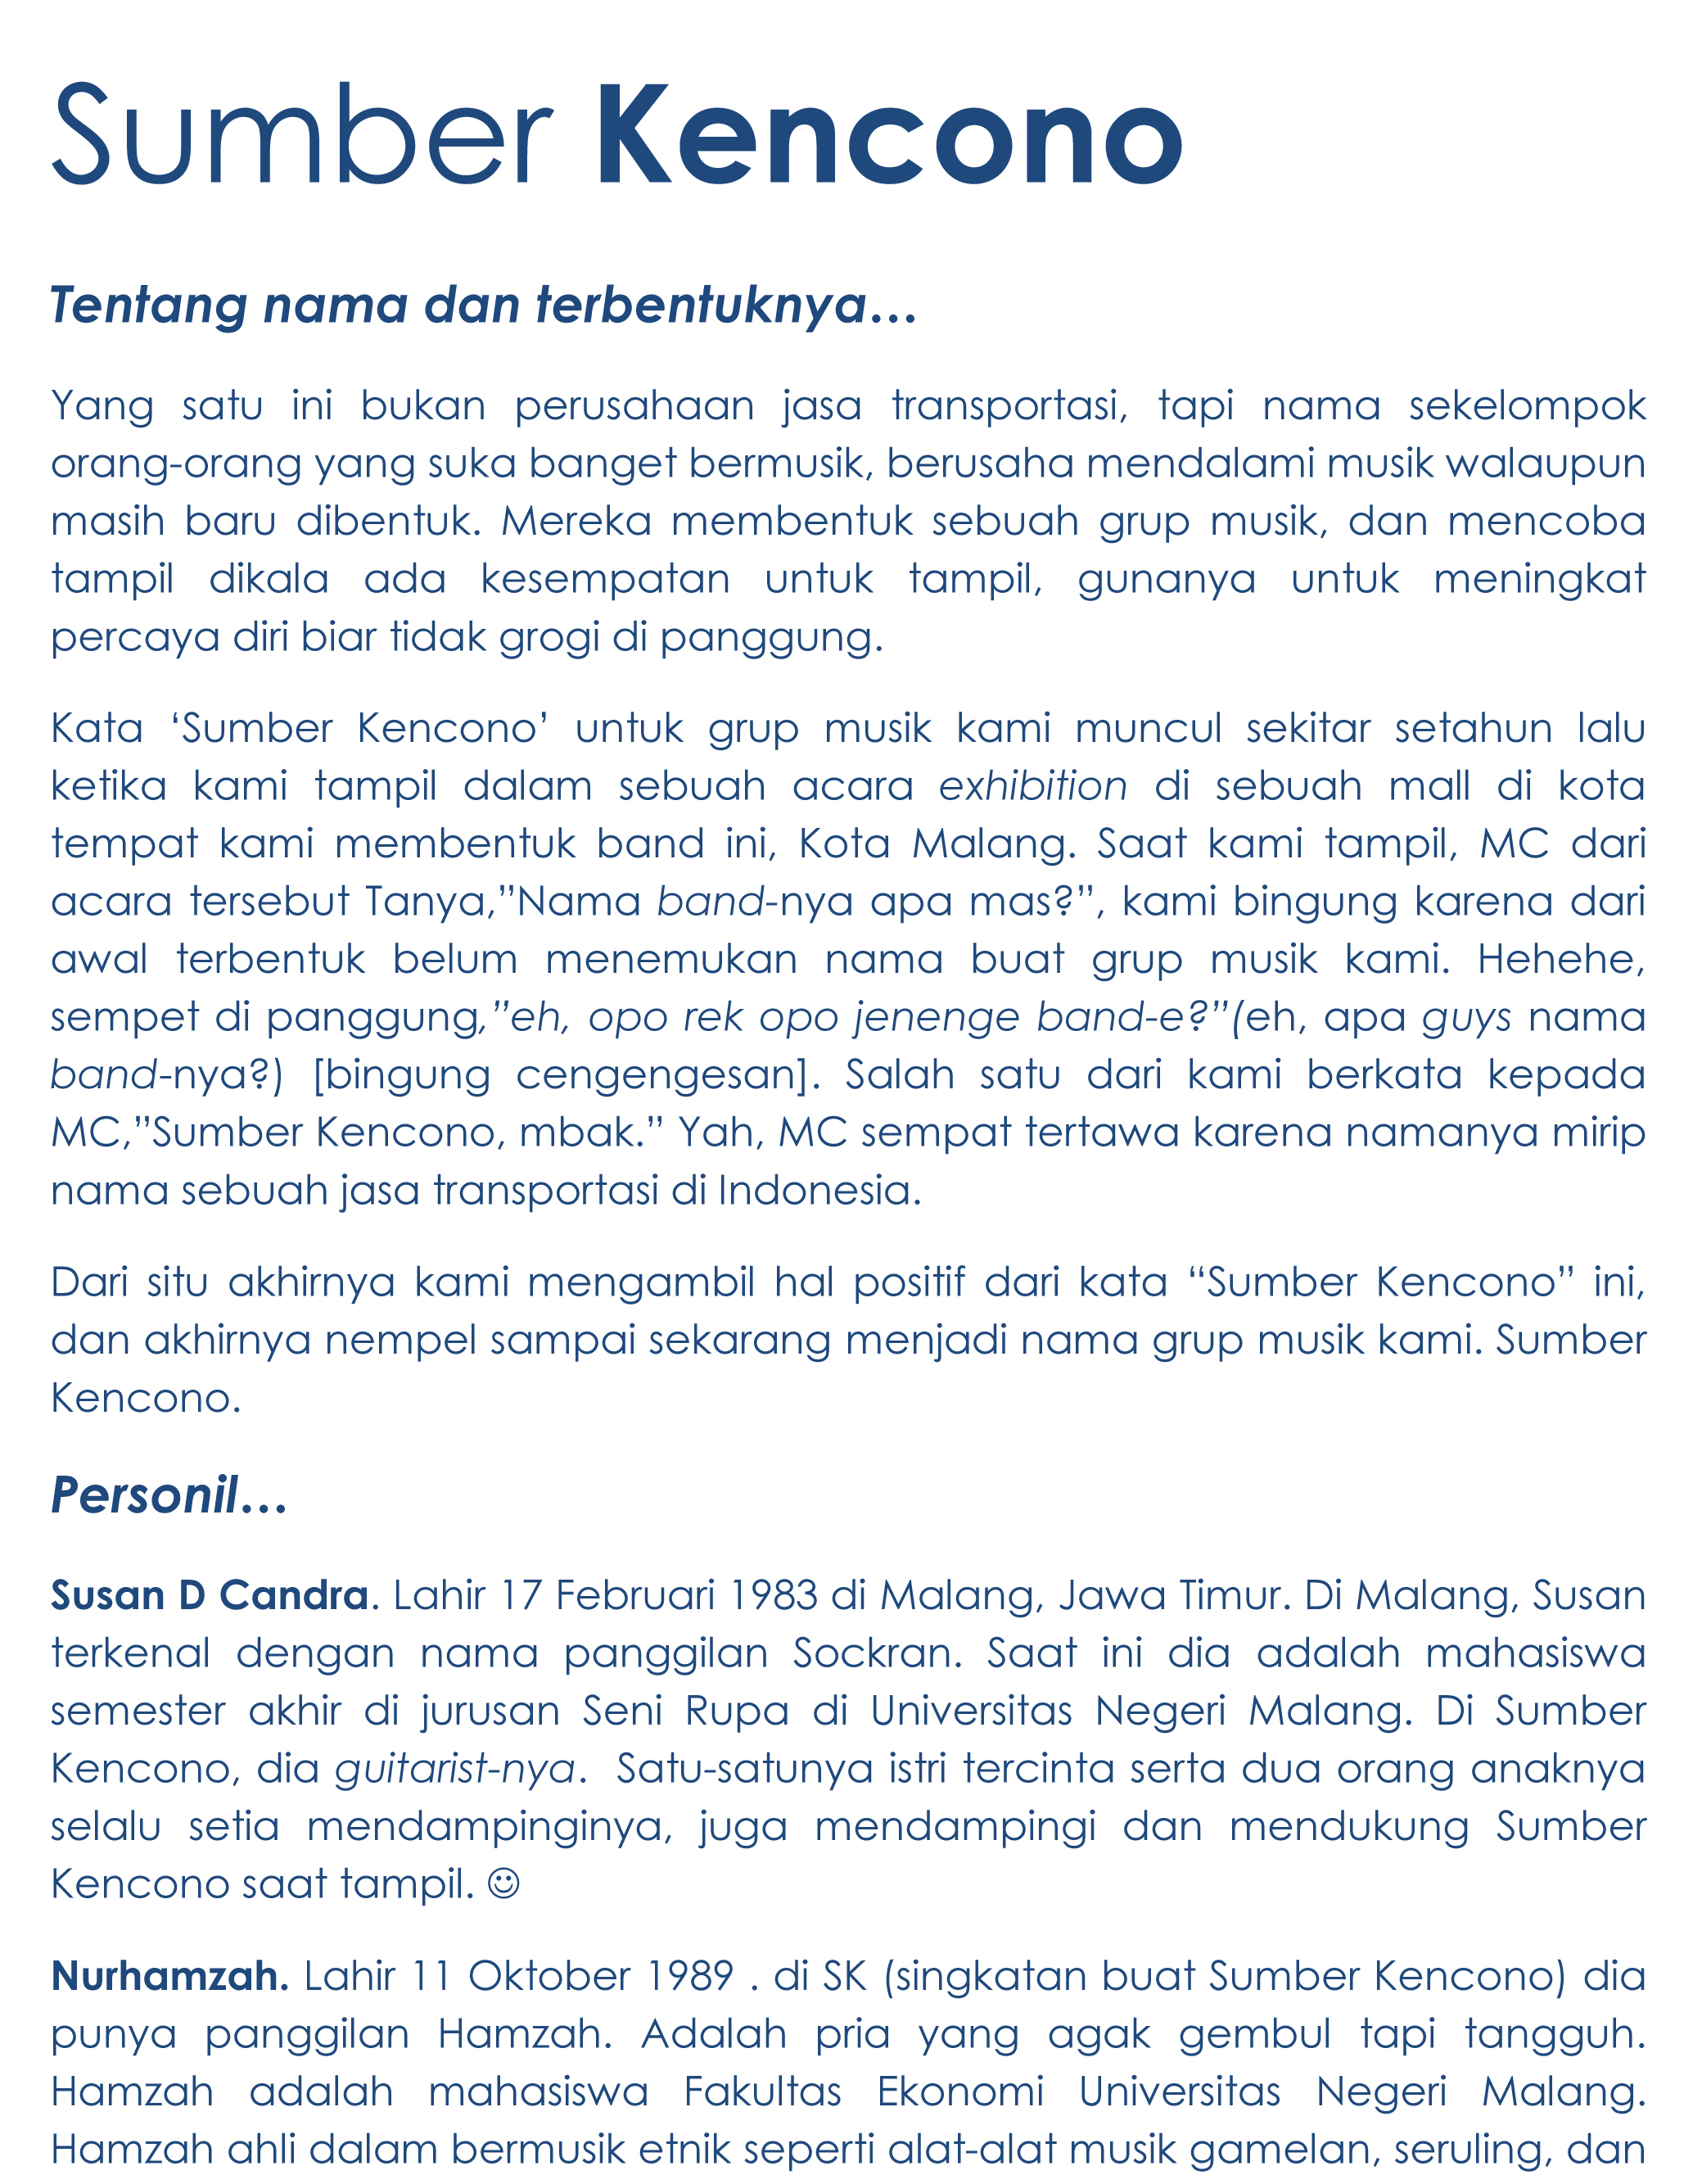 Sumber Kencono
Tentang nama dan terbentuknya…
Yang satu ini bukan perusahaan jasa transportasi, tapi nama sekelompok
orang-orang yang suka banget bermusik, berusaha mendalami musik walaupun
masih baru dibentuk. Mereka membentuk sebuah grup musik, dan mencoba
tampil dikala ada kesempatan untuk tampil, gunanya untuk meningkat
percaya diri biar tidak grogi di panggung.
Kata ‘Sumber Kencono’ untuk grup musik kami muncul sekitar setahun lalu
ketika kami tampil dalam sebuah acara exhibition di sebuah mall di kota
tempat kami membentuk band ini, Kota Malang. Saat kami tampil, MC dari
acara tersebut Tanya,”Nama band-nya apa mas?”, kami bingung karena dari
awal terbentuk belum menemukan nama buat grup musik kami. Hehehe,
sempet di panggung,”eh, opo rek opo jenenge band-e?”(eh, apa guys nama
band-nya?) [bingung cengengesan]. Salah satu dari kami berkata kepada
MC,”Sumber Kencono, mbak.” Yah, MC sempat tertawa karena namanya mirip
nama sebuah jasa transportasi di Indonesia.
Dari situ akhirnya kami mengambil hal positif dari kata “Sumber Kencono” ini,
dan akhirnya nempel sampai sekarang menjadi nama grup musik kami. Sumber
Kencono.
Personil…
Susan D Candra. Lahir 17 Februari 1983 di Malang, Jawa Timur. Di Malang, Susan
terkenal dengan nama panggilan Sockran. Saat ini dia adalah mahasiswa
semester akhir di jurusan Seni Rupa di Universitas Negeri Malang. Di Sumber
Kencono, dia guitarist-nya.  Satu-satunya istri tercinta serta dua orang anaknya
selalu setia mendampinginya, juga mendampingi dan mendukung Sumber
Kencono saat tampil. ☺
Nurhamzah. Lahir 11 Oktober 1989 . di SK (singkatan buat Sumber Kencono) dia
punya panggilan Hamzah. Adalah pria yang agak gembul tapi tangguh.
Hamzah adalah mahasiswa Fakultas Ekonomi Universitas Negeri Malang.
Hamzah ahli dalam bermusik etnik seperti alat-alat musik gamelan, seruling, dan